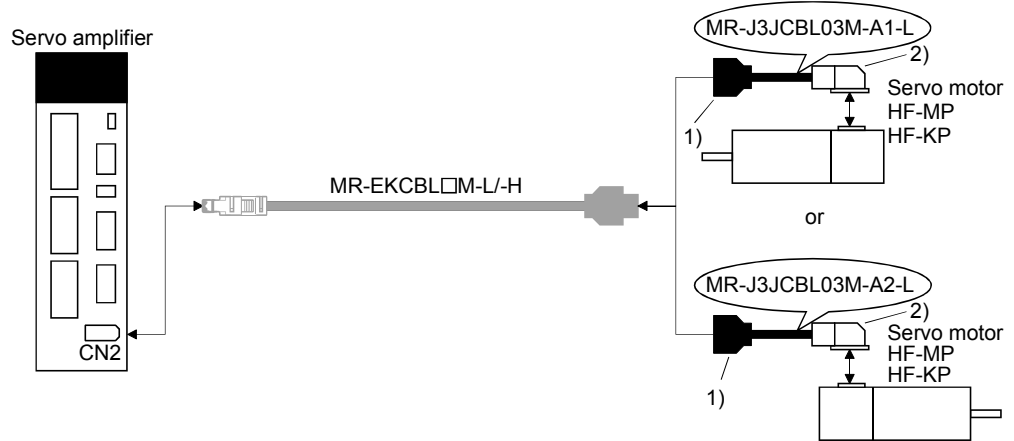 Servo amplifier
CN2
MR-EKCBL□M-L/-H
MR-J3JCBL03M-A1-L
2)
1)
Servo motor
HF-MP
HF-KP
or
MR-J3JCBL03M-A2-L
2)
1)
Servo motor
HF-MP
HF-KP